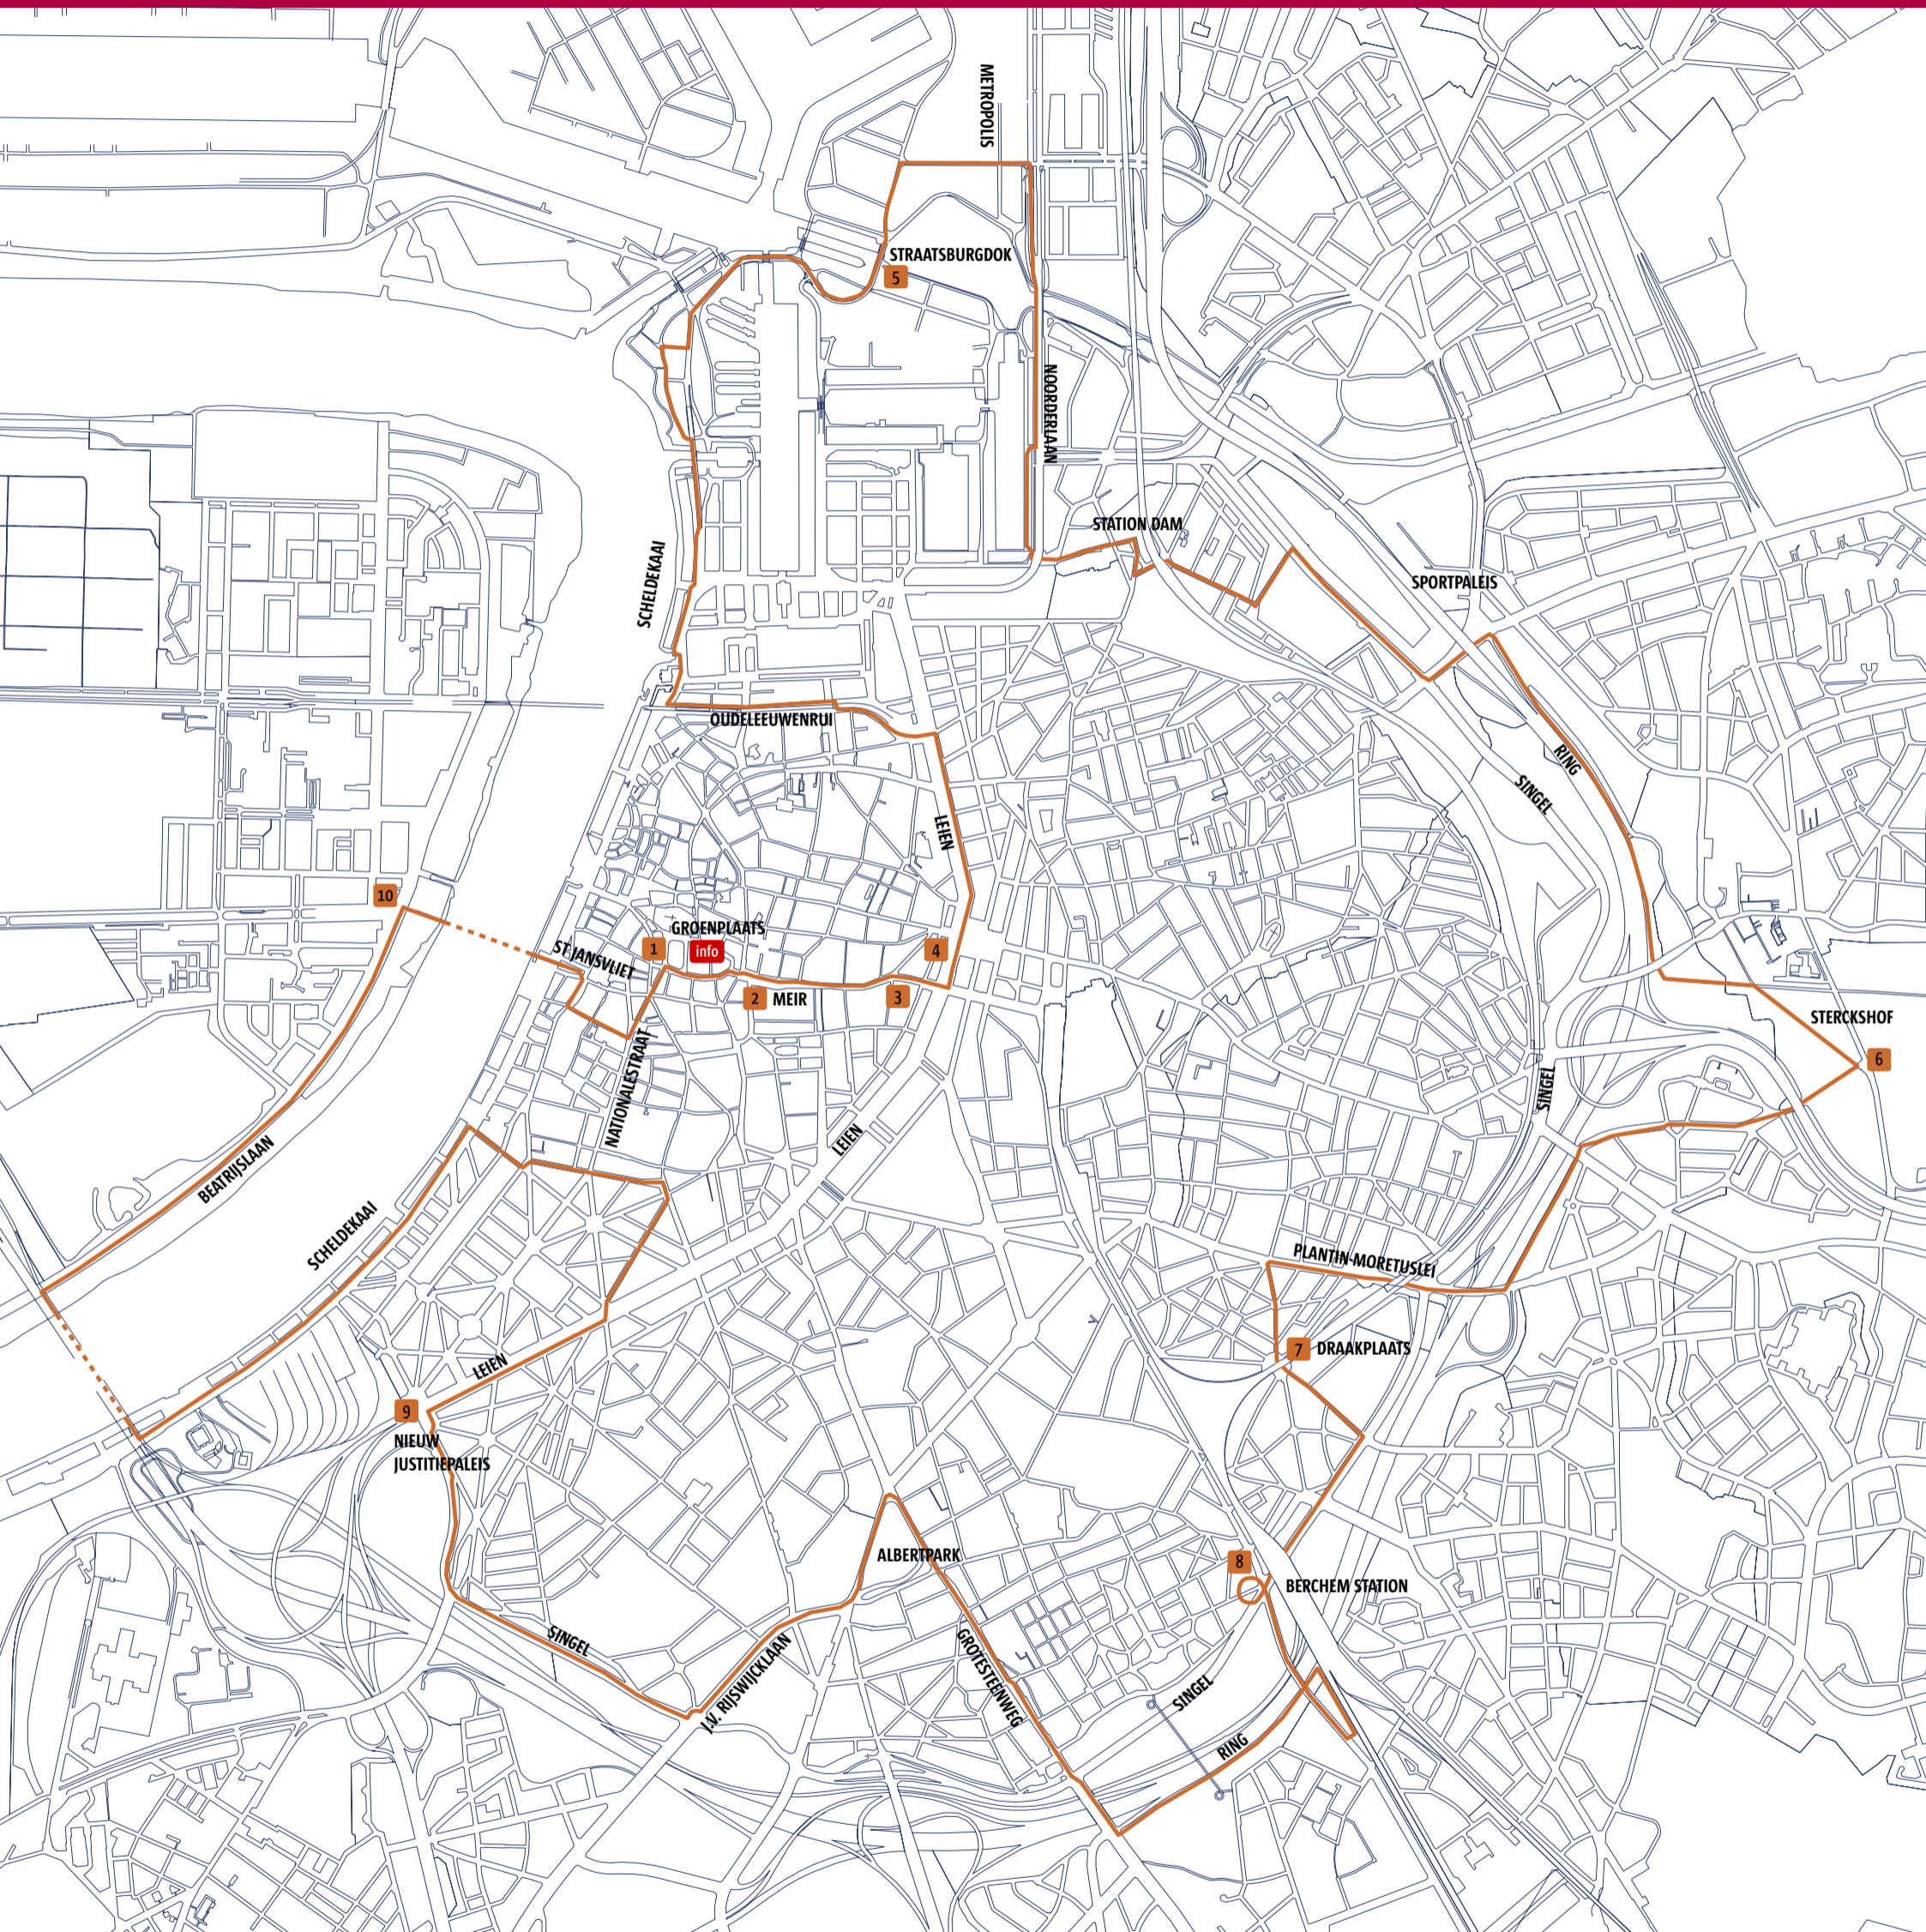 METROPOLIS
STRAATSBURGDOK
5
NOORDERLAAN
STATION DAM
SCHELDEKAAI
SPORTPALEIS
OUDELEEUWENRUI
RING
SINGEL
LEIEN
10
GROENPLAATS
1
info
4
ST JANSVLIET
2
MEIR
3
STERCKSHOF
6
NATIONALESTRAAT
SINGEL
LEIEN
BEATRIJSLAAN
SCHELDEKAAI
PLANTIN-MORETUSLEI
7
DRAAKPLAATS
LEIEN
9
NIEUW
JUSTITIEPALEIS
ALBERTPARK
8
BERCHEM STATION
SINGEL
J.V. RIJSWIJCKLAAN
GROTESTEENWEG
SINGEL
RING